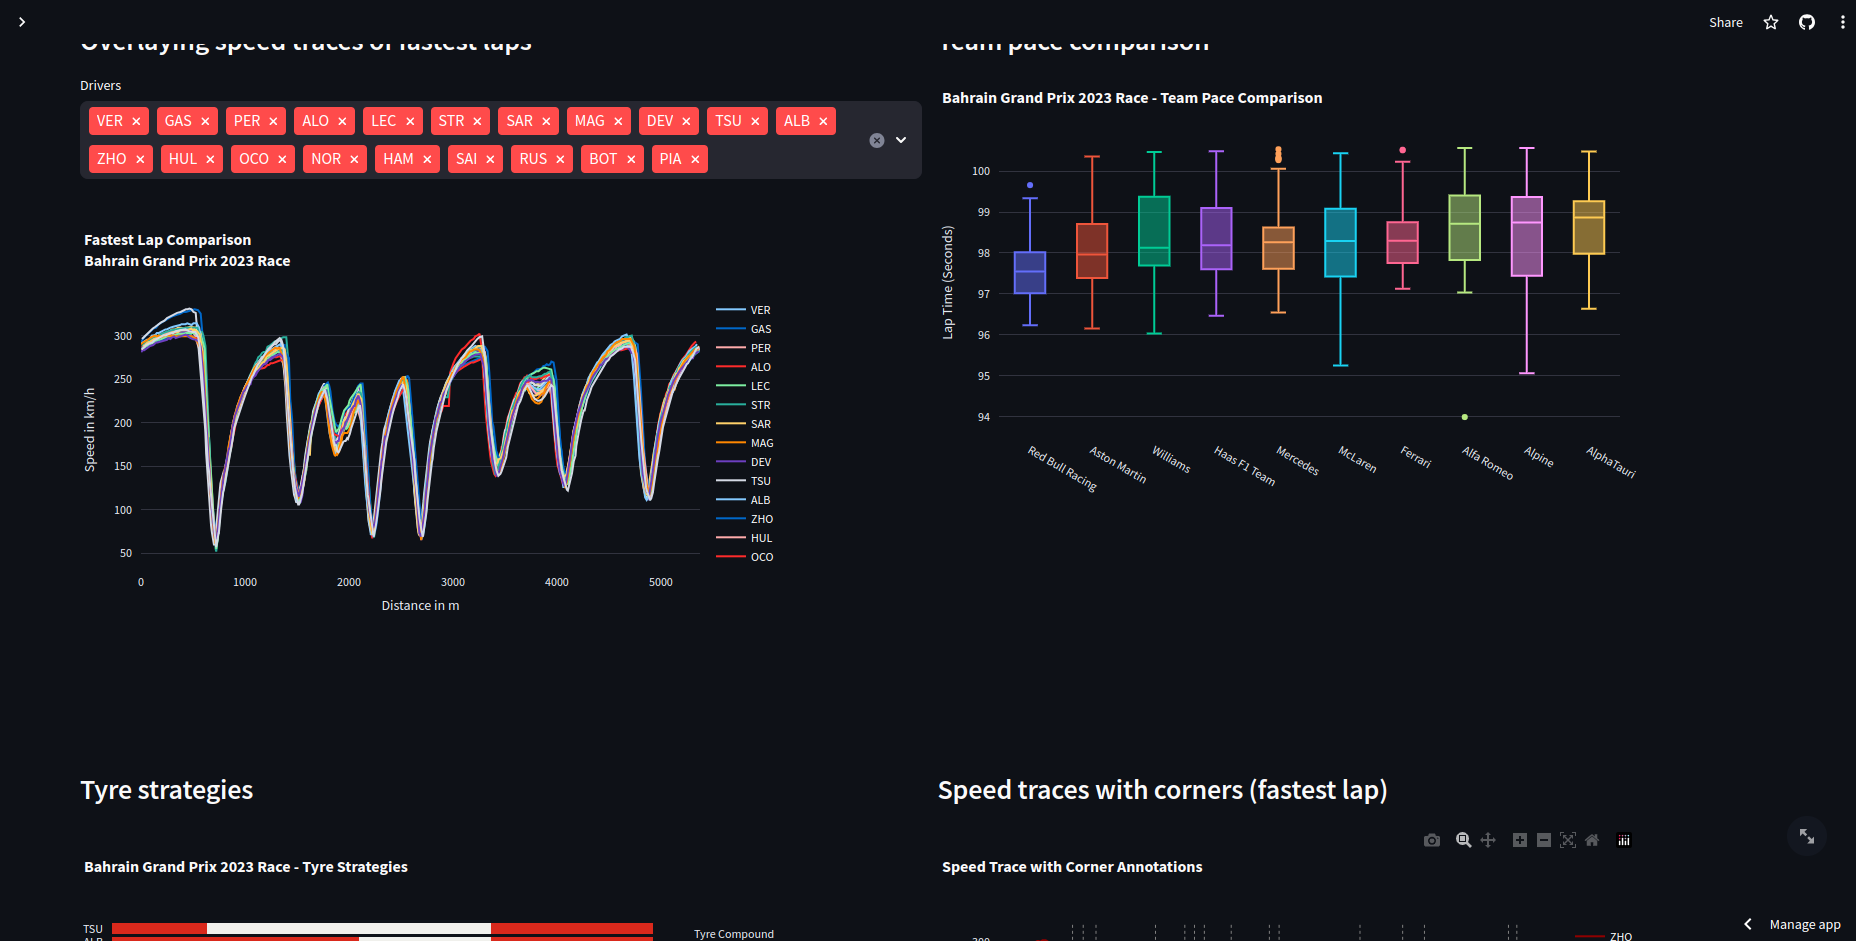 Share
Overlaying speed traces of fastest laps
Drivers
VER GAS PER ALO LEC STR SAR MAG DEV TSU ALB
ZHO HUL OCO NOR HAM SAI RUS BOT PIA
Fastest Lap Comparison
Bahrain Grand Prix 2023 Race
Speed in km/h
300
250
200
150
100
50
0 1000 2000 3000 4000 5000
Distance in m
VER
GAS
PER
ALO
LEC
STR
SAR
MAG
DEV
TSU
ALB
ZHO
HUL
OCO
Team pace comparison
Bahrain Grand Prix 2023 Race - Team Pace Comparison
Lap Time (Seconds)
100
99
98
97
96
95
94
Red Bull Racing
Aston Martin
Williams
Haas F1 Team
Mercedes
McLaren
Ferrari
Alfa Romeo
Alpine
AlphaTauri
Tyre strategies
Bahrain Grand Prix 2023 Race - Tyre Strategies
TSU
ALB
Tyre Compound
Speed traces with corners (fastest lap)
Speed Trace with Corner Annotations
300
ZHO
Manage app